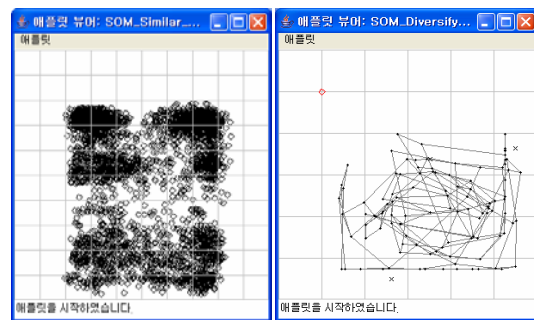 애플릿 뷰어: SOM_Similar_...
애플릿
애플릿을 시작하였습니다.
애플릿 뷰어: SOM_Diversify...
애플릿
애플릿을 시작하였습니다.